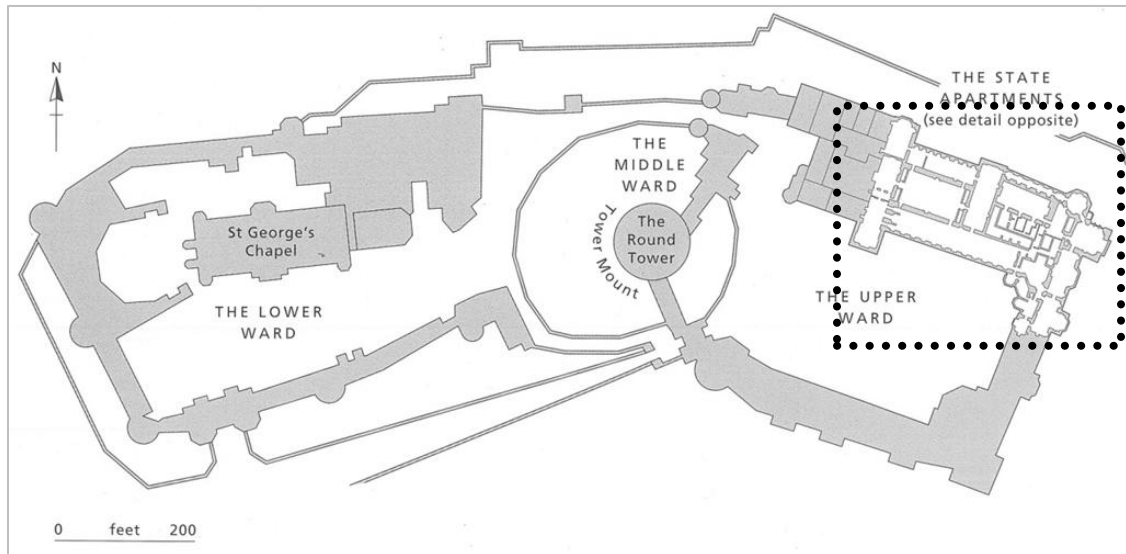 N
THE STATE
APARTMENTS
(see detail opposite)
THE
MIDDLE
WARD
Tower Mount
The
Round
Tower
St George's
Chapel
THE LOWER
WARD
THE UPPER
WARD
0 feet 200